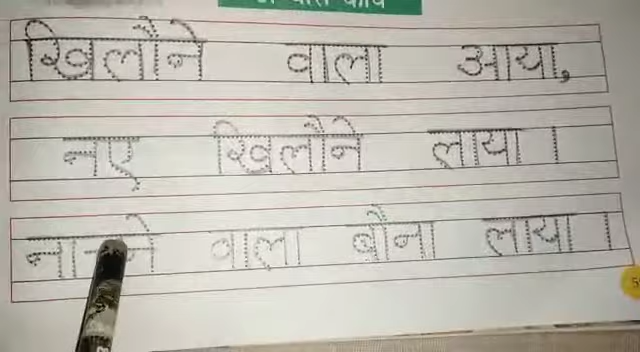 खिलौने वाला आया,
नए खिलौने लाया।
वाला बौना लाया।